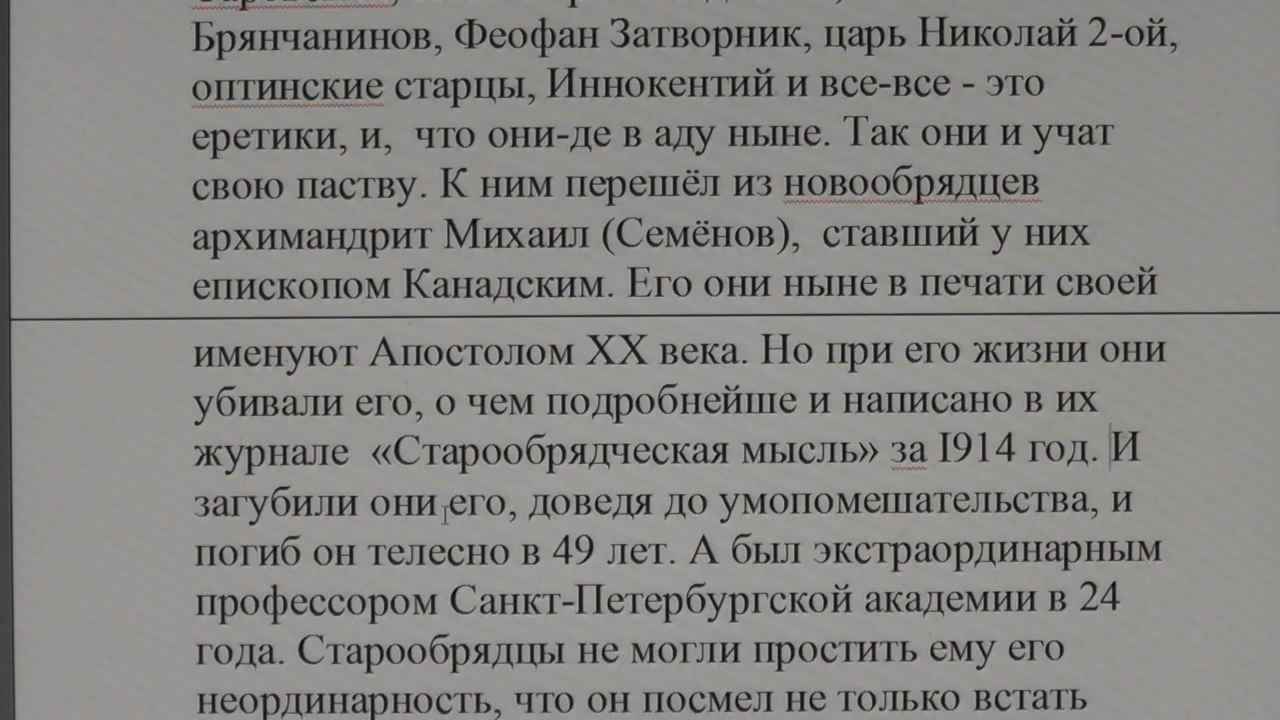 Брянчанинов, Феофан Затворник, царь Николай 2-ой,
оптинские старцы, Иннокентий и все-все - это
еретики, и, что они-де в аду ныне. Так они и учат
свою паству. К ним перешёл из новообрядцев
архимандрит Михаил (Семёнов), ставший у них
епископом Канадским. Его они ныне в печати своей
именуют Апостолом XX века. Но при его жизни они
убивали его, о чем подробнейше и написано в их
журнале «Старообрядческая мысль» за I914 год. И
загубили они его, доведя до умопомешательства, и
погиб он телесно в 49 лет. А был экстраординарным
профессором Санкт-Петербургской академии в 24
года. Старообрядцы не могли простить ему его
неординарность, что он посмел не только встать